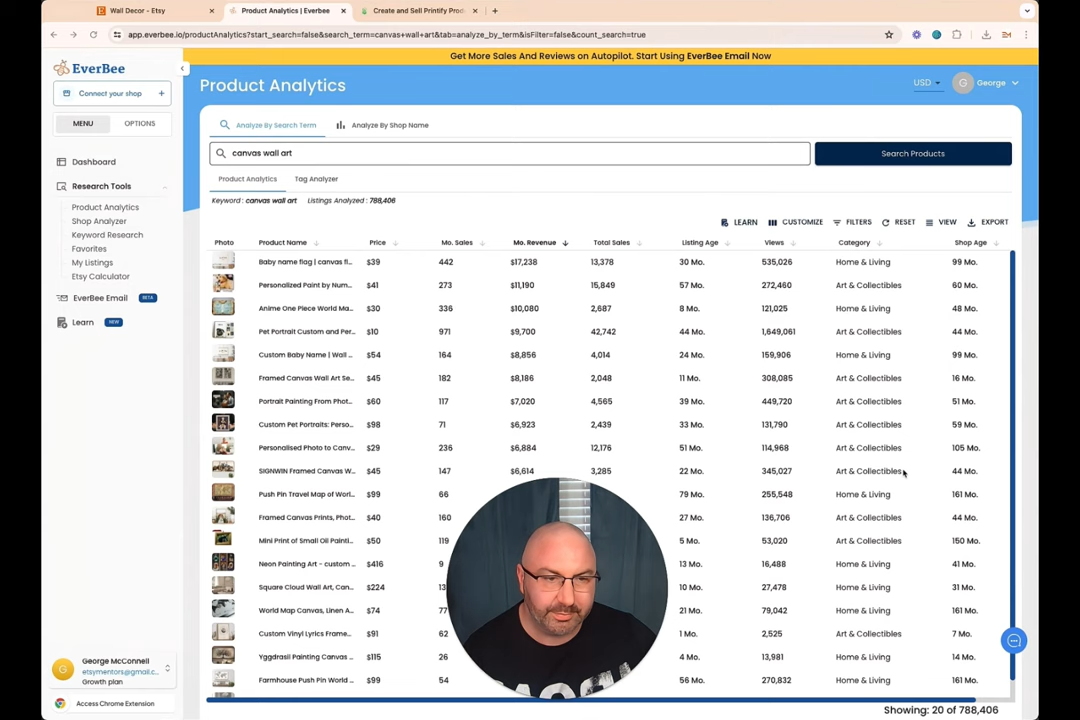 Wall Decor - Etsy
Product Analytics | Everbee
Create and Sell Printify Prod
app.everbee.io/productAnalytics?start_search=false&search_term=canvas+wall+art&tab=analyze_by_term&isFilter=false&count_search=true
Get More Sales And Reviews on Autopilot. Start Using EverBee Email Now
EverBee
Product Analytics
USD
G
George
Connect your shop +
MENU
OPTIONS
Analyze By Search Term
Analyze By Shop Name
canvas wall art
Search Products
Dashboard
Research Tools
Product Analytics
Shop Analyzer
Keyword Research
Favorites
My Listings
Etsy Calculator
EverBee Email BETA
Learn NEW
Product Analytics
Tag Analyzer
Keyword : canvas wall art Listings Analyzed : 788,406
LEARN CUSTOMIZE FILTERS RESET VIEW EXPORT
Photo Product Name Price Mo. Sales Mo. Revenue Total Sales Listing Age Views Category Shop Age
Baby name flag | canvas fl... $39 442 $17,238 13,378 30 Mo. 535,026 Home & Living 99 Mo.
Personalized Paint by Num... $41 273 $11,190 15,849 57 Mo. 272,460 Art & Collectibles 60 Mo.
Anime One Piece World Ma... $30 336 $10,080 2,687 8 Mo. 121,025 Home & Living 48 Mo.
Pet Portrait Custom and Per... $10 971 $9,700 42,742 44 Mo. 1,649,061 Art & Collectibles 44 Mo.
Custom Baby Name | Wall ... $54 164 $8,856 4,014 24 Mo. 159,906 Home & Living 99 Mo.
Framed Canvas Wall Art Se... $45 182 $8,186 2,048 11 Mo. 308,085 Art & Collectibles 16 Mo.
Portrait Painting From Phot... $60 117 $7,020 4,565 39 Mo. 449,720 Art & Collectibles 51 Mo.
Custom Pet Portraits: Perso... $98 71 $6,923 2,439 33 Mo. 131,790 Art & Collectibles 59 Mo.
Personalised Photo to Canv... $29 236 $6,884 12,176 51 Mo. 114,968 Art & Collectibles 105 Mo.
SIGNWIN Framed Canvas W... $45 147 $6,614 3,285 22 Mo. 345,027 Art & Collectibles 44 Mo.
Push Pin Travel Map of Worl... $99 66 79 Mo. 255,548 Home & Living 161 Mo.
Framed Canvas Prints, Phot... $40 160 27 Mo. 136,706 Art & Collectibles 44 Mo.
Mini Print of Small Oil Painti... $50 119 5 Mo. 53,020 Art & Collectibles 150 Mo.
Neon Painting Art - custom ... $416 9 13 Mo. 16,488 Home & Living 41 Mo.
Square Cloud Wall Art, Can... $224 13 10 Mo. 27,478 Home & Living 31 Mo.
World Map Canvas, Linen A... $74 77 21 Mo. 79,042 Home & Living 161 Mo.
Custom Vinyl Lyrics Frame... $91 62 1 Mo. 2,525 Art & Collectibles 7 Mo.
Yggdrasil Painting Canvas ... $115 26 4 Mo. 13,981 Home & Living 14 Mo.
Farmhouse Push Pin World ... $99 54 56 Mo. 270,832 Home & Living 161 Mo.
G
George McConnell
etsymentors@gmail.c...
Growth plan
Access Chrome Extension
Showing: 20 of 788,406